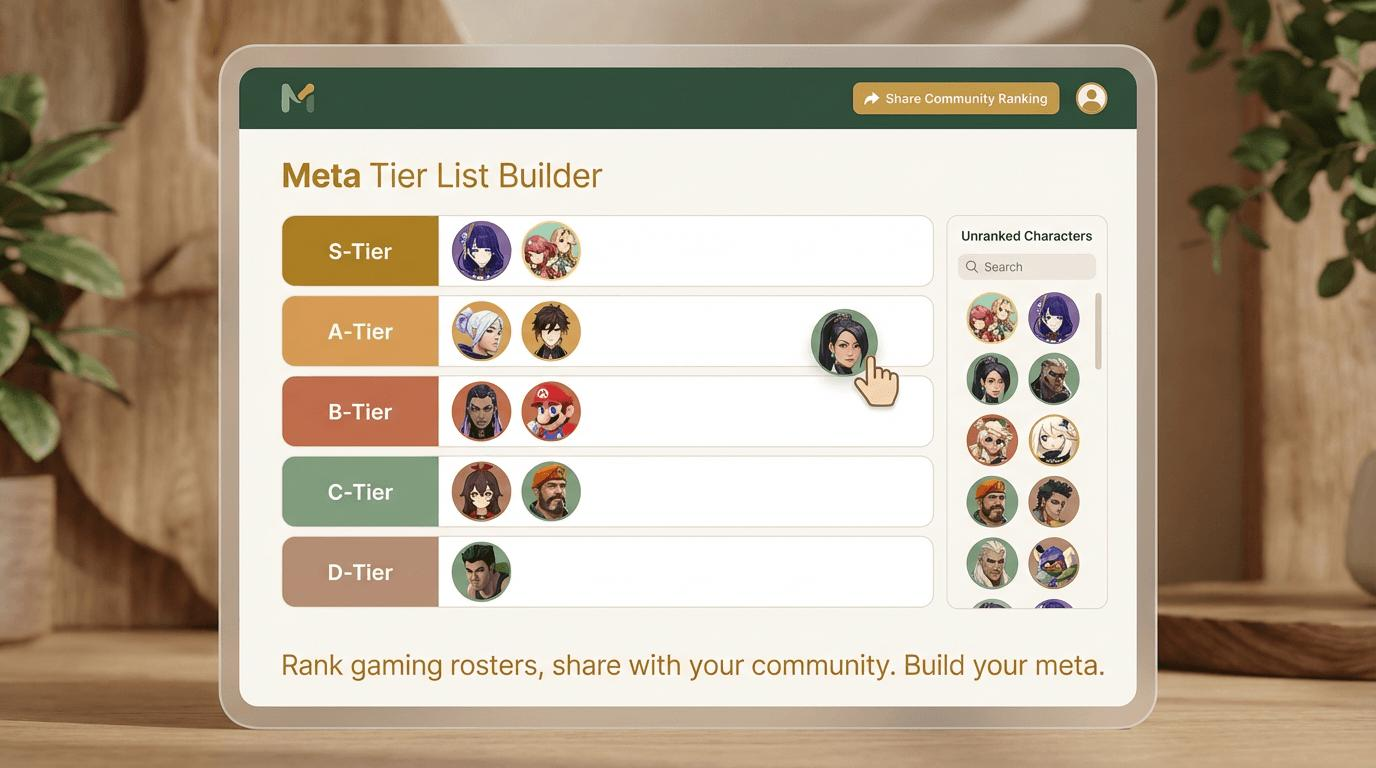 Share Community Ranking
Meta Tier List Builder
S-Tier
A-Tier
B-Tier
C-Tier
D-Tier
Unranked Characters
Search
Rank gaming rosters, share with your community. Build your meta.